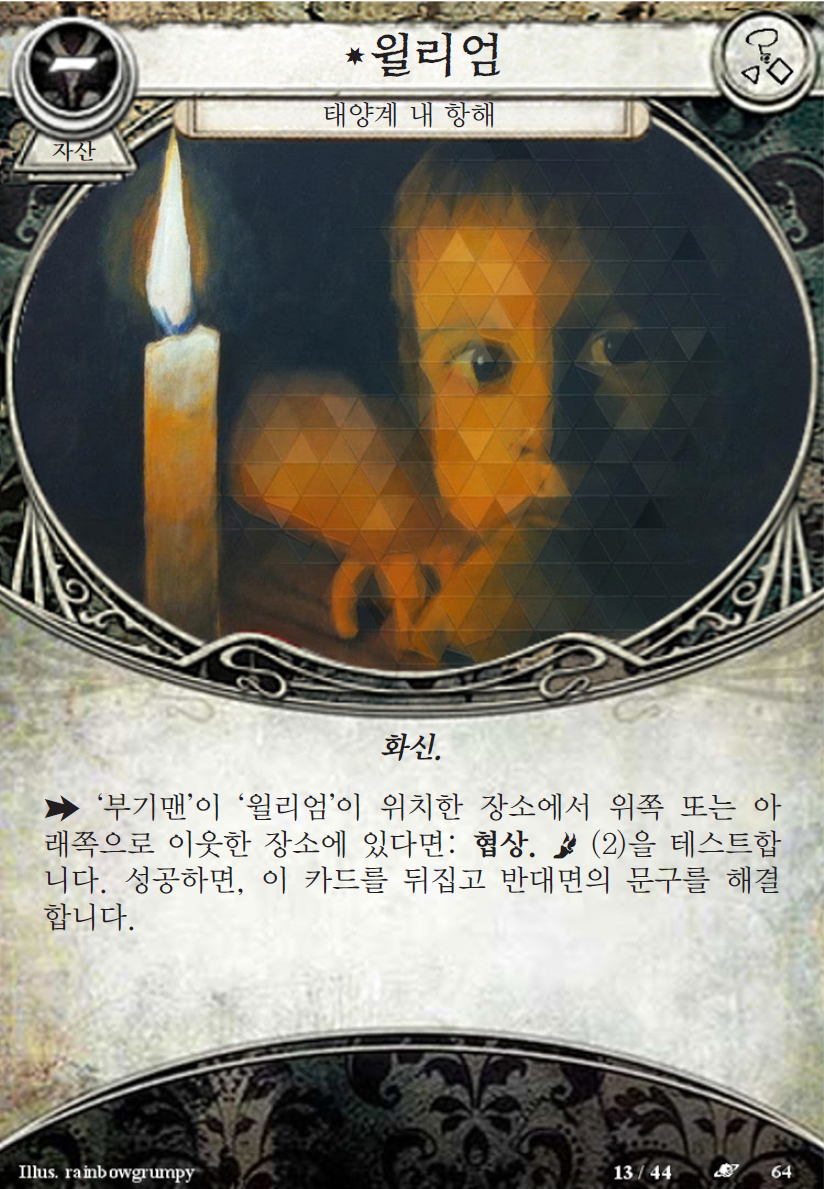 윌리엄
태양계 내 항해
자산
화신.
‘부기맨’이 ‘윌리엄’이 위치한 장소에서 위쪽 또는 아
래쪽으로 이웃한 장소에 있다면: 협상. (2)을 테스트합
니다. 성공하면, 이 카드를 뒤집고 반대면의 문구를 해결
합니다.
Illus. rainbowgrumpy
13 / 44
64